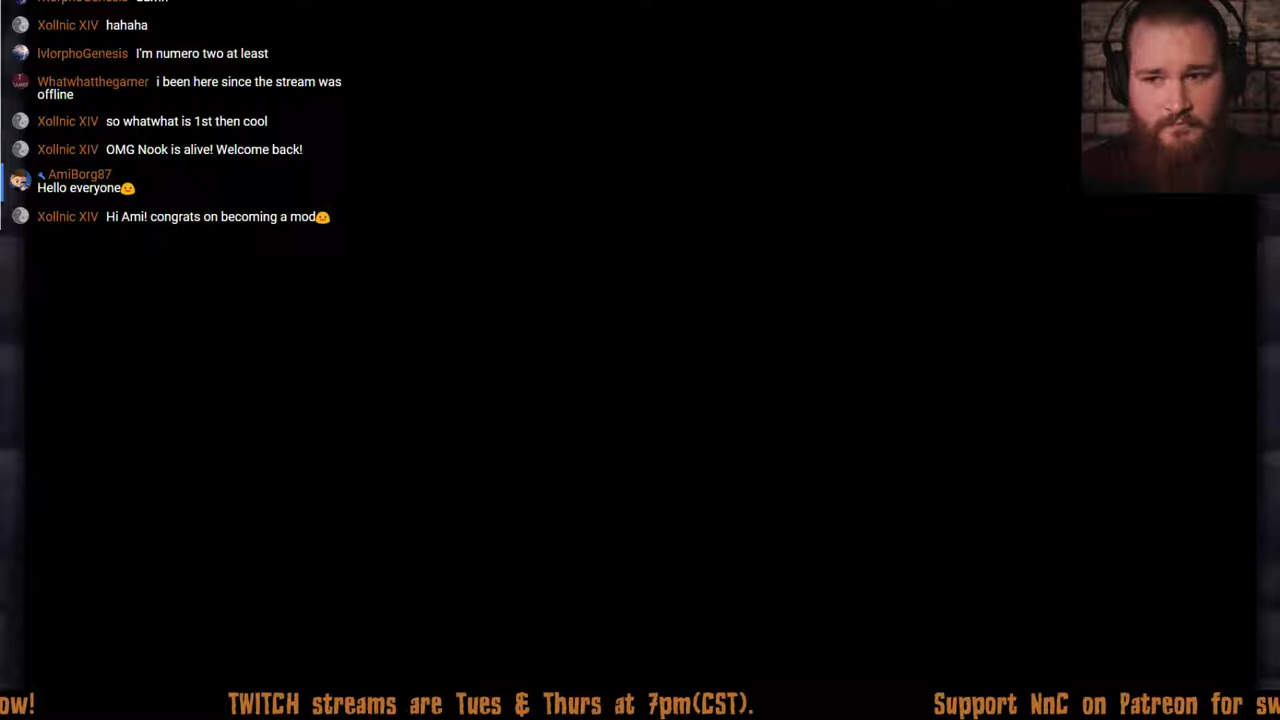 Xollnic XIV hahaha
IvlorphoGenesis I'm numero two at least
Whatwhatthegamer i been here since the stream was
offline
Xollnic XIV so whatwhat is 1st then cool
Xollnic XIV OMG Nook is alive! Welcome back!
AmiBorg87
Hello everyone
Xollnic XIV Hi Ami! congrats on becoming a mod
ow! TWITCH streams are Tues & Thurs at 7pm(CST). Support NnC on Patreon for sw